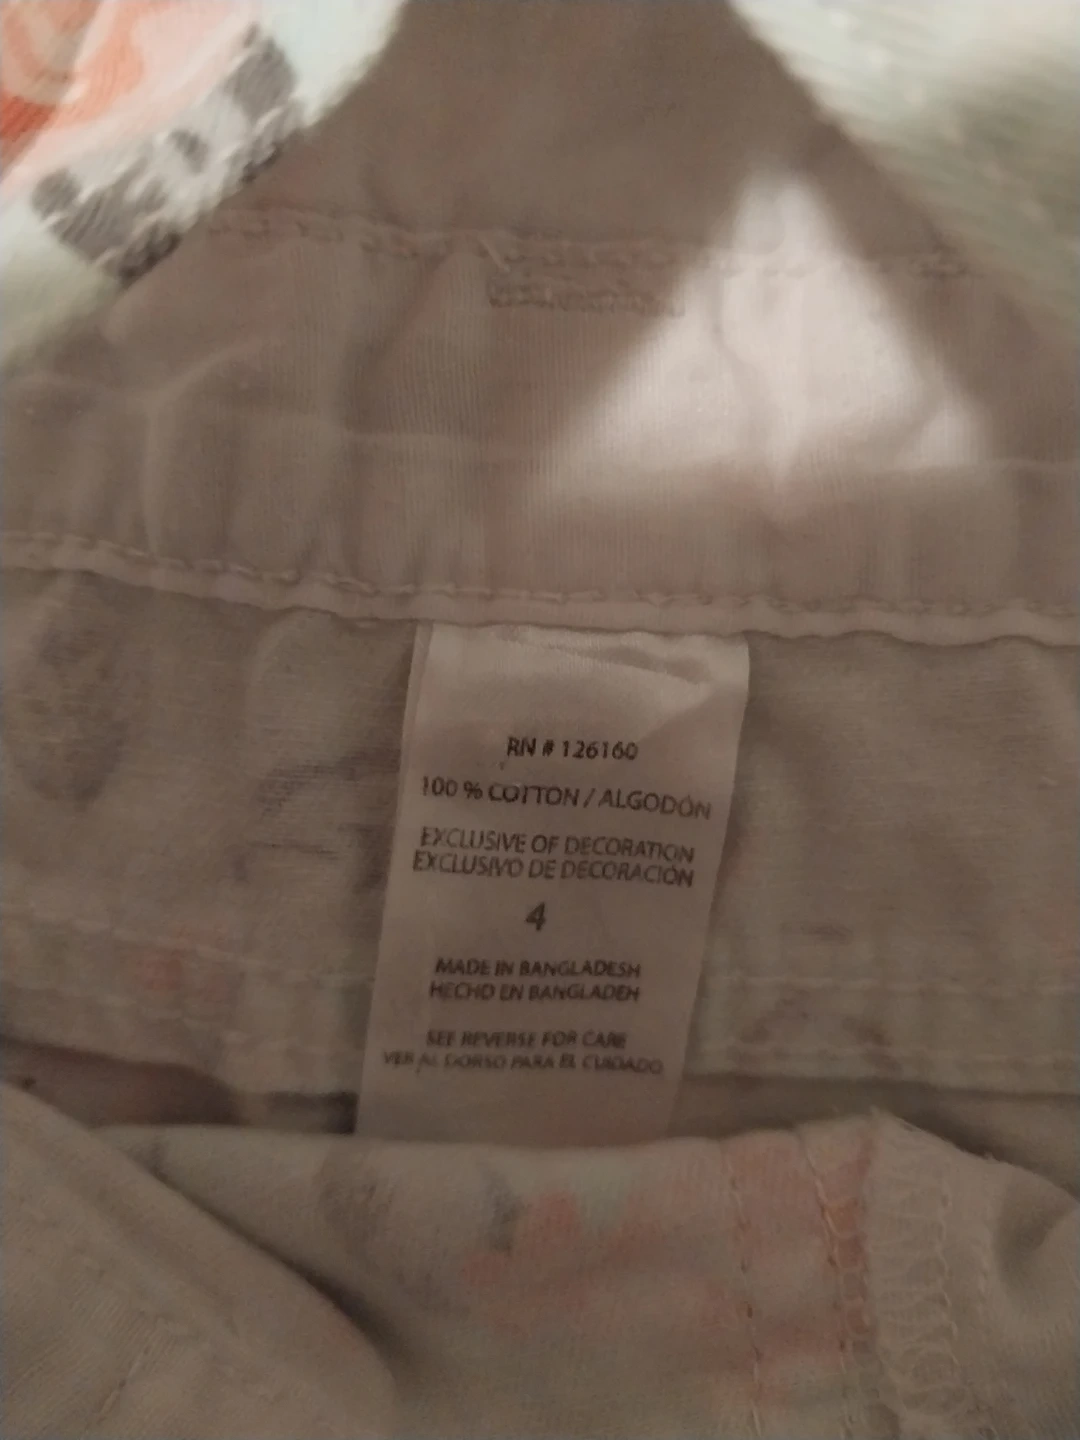 RN # 126160
100 % COTTON / ALGODÓN
EXCLUSIVE OF DECORATION
EXCLUSIVO DE DECORACIÓN
4
MADE IN BANGLADESH
HECHO EN BANGLADEH
SEE REVERSE FOR CARE
VER AL DORSO PARA EL CUIDADO